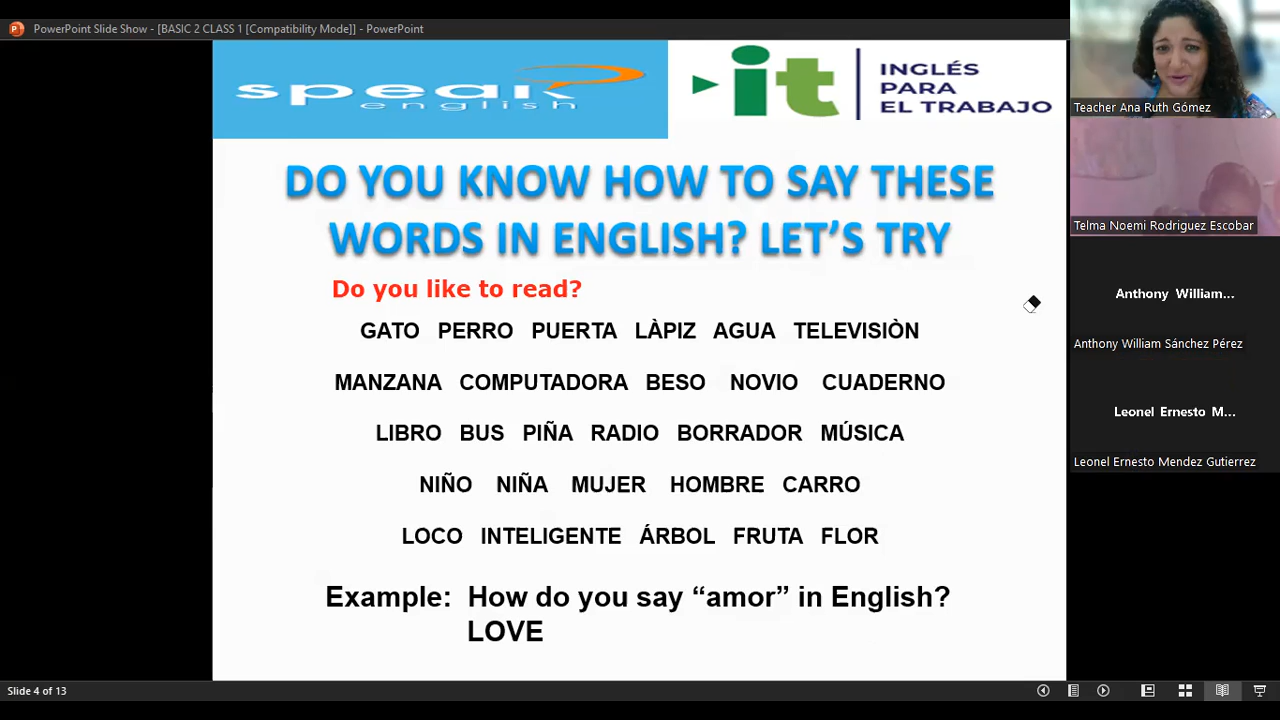 PowerPoint Slide Show - [BASIC 2 CLASS 1 [Compatibility Mode]] - PowerPoint
speak
english
it
INGLÉS
PARA
EL TRABAJO
DO YOU KNOW HOW TO SAY THESE
WORDS IN ENGLISH? LET'S TRY
Do you like to read?
GATO PERRO PUERTA LÀPIZ AGUA TELEVISIÒN
MANZANA COMPUTADORA BESO NOVIO CUADERNO
LIBRO BUS PIÑA RADIO BORRADOR MÚSICA
NIÑO NIÑA MUJER HOMBRE CARRO
LOCO INTELIGENTE ÁRBOL FRUTA FLOR
Example: How do you say “amor” in English?
LOVE
Teacher Ana Ruth Gómez
Telma Noemi Rodriguez Escobar
Anthony William...
Anthony William Sánchez Pérez
Leonel Ernesto M...
Leonel Ernesto Mendez Gutierrez
Slide 4 of 13